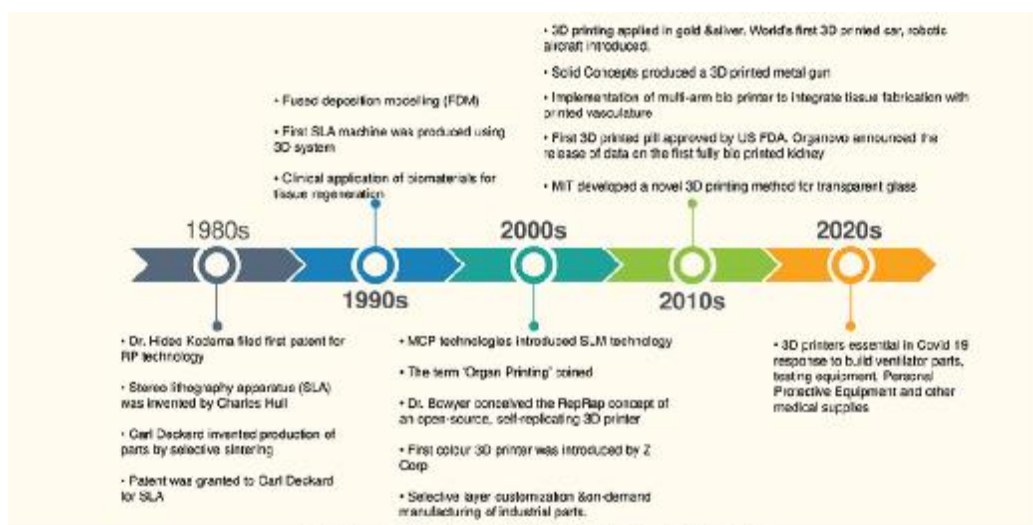 1980s
• Dr. Hideo Kodama filed first patent for
RP technology
• Stereo lithography apparatus (SLA)
was invented by Charles Hull
• Carl Deckard invented production of
parts by selective sintering
• Patent was granted to Carl Deckard
for SLA
• Fused deposition modelling (FDM)
• First SLA machine was produced using
3D system
• Clinical application of biomaterials for
tissue regeneration
1990s
2000s
• MCP technologies introduced SLM technology
• The term 'Organ Printing' coined
• Dr. Bowyer conceived the RepRap concept of
an open-source, self-replicating 3D printer
• First colour 3D printer was introduced by Z
Corp
• Selective layer customization &on-demand
manufacturing of industrial parts.
• 3D printing applied in gold &silver. World's first 3D printed car, robotic
aircraft introduced.
• Solid Concepts produced a 3D printed metal gun
• Implementation of multi-arm bio printer to integrate tissue fabrication with
printed vasculature
• First 3D printed pill approved by US FDA. Organovo announced the
release of data on the first fully bio printed kidney
• MIT developed a novel 3D printing method for transparent glass
2010s
2020s
• 3D printers essential in Covid 19
response to build ventilator parts,
testing equipment, Personal
Protective Equipment and other
medical supplies